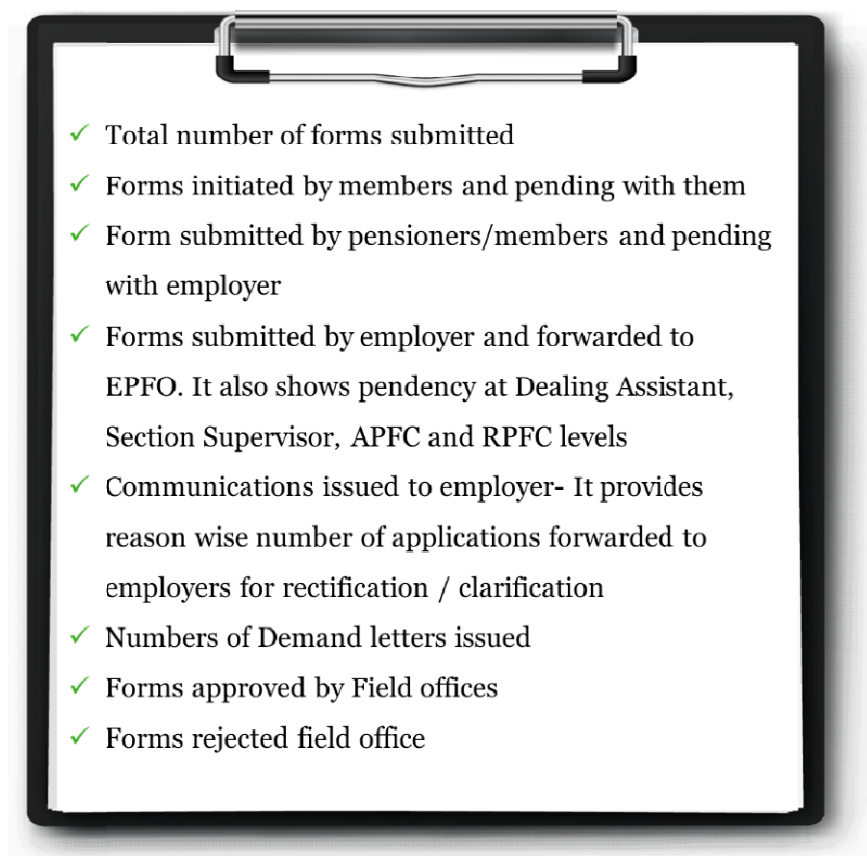 ✓ Total number of forms submitted
✓ Forms initiated by members and pending with them
✓ Form submitted by pensioners/members and pending
with employer
✓ Forms submitted by employer and forwarded to
EPFO. It also shows pendency at Dealing Assistant,
Section Supervisor, APFC and RPFC levels
✓ Communications issued to employer- It provides
reason wise number of applications forwarded to
employers for rectification / clarification
✓ Numbers of Demand letters issued
✓ Forms approved by Field offices
✓ Forms rejected field office